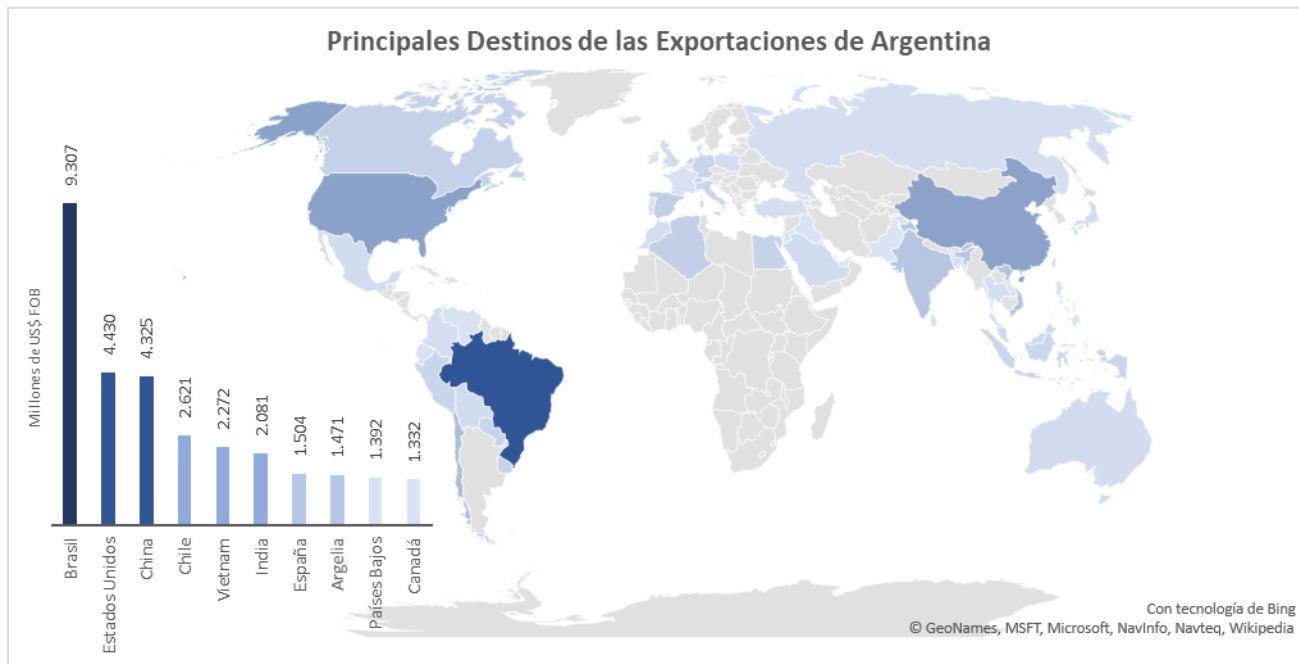 Principales Destinos de las Exportaciones de Argentina
Millones de US$ FOB
9.307
4.430
4.325
2.621
2.272
2.081
1.504
1.471
1.392
1.332
Brasil
Estados Unidos
China
Chile
Vietnam
India
España
Argelia
Países Bajos
Canadá
Con tecnología de Bing
© GeoNames, MSFT, Microsoft, NavInfo, Navteq, Wikipedia